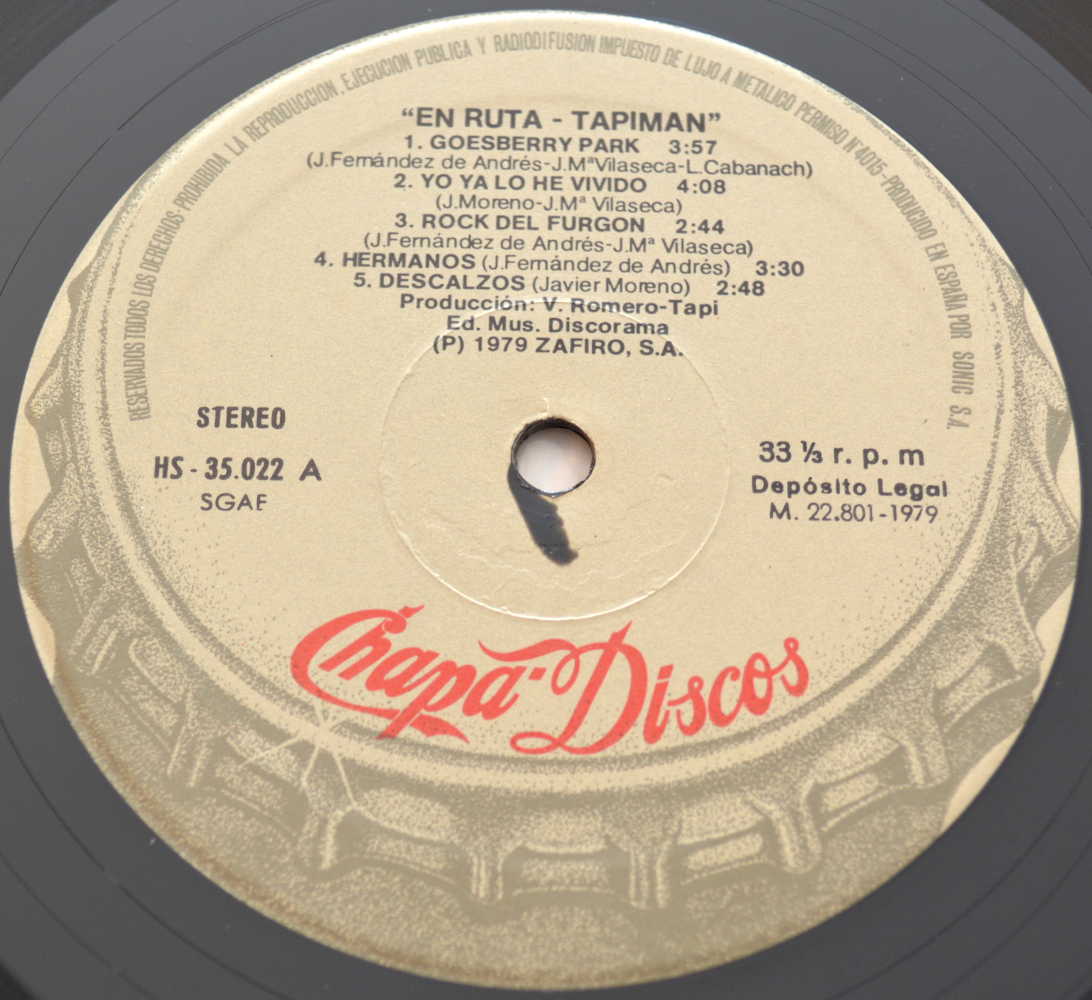 RESERVADOS TODOS LOS DERECHOS PROHIBIDA LA REPRODUCCION, EJECUCION PUBLICA Y RADIODIFUSION IMPUESTO DE LUJO A METALICO PERMISO Nº 4015-PRODUCIDO EN ESPAÑA POR SONIC S.A.
"EN RUTA - TAPIMAN"
1. GOESBERRY PARK 3:57
(J.Fernández de Andrés-J.MªVilaseca-L.Cabanach)
2. YO YA LO HE VIVIDO 4:08
(J.Moreno-J.Mª Vilaseca)
3. ROCK DEL FURGON 2:44
(J.Fernández de Andrés-J.Mª Vilaseca)
4. HERMANOS (J.Fernández de Andrés) 3:30
5. DESCALZOS (Javier Moreno) 2:48
Producción: V. Romero-Tapi
Ed. Mus. Discorama
(P) 1979 ZAFIRO, S.A.
STEREO
HS - 35.022 A
SGAE
33 ⅓ r. p. m
Depósito Legal
M. 22.801-1979
Chapa-Discos